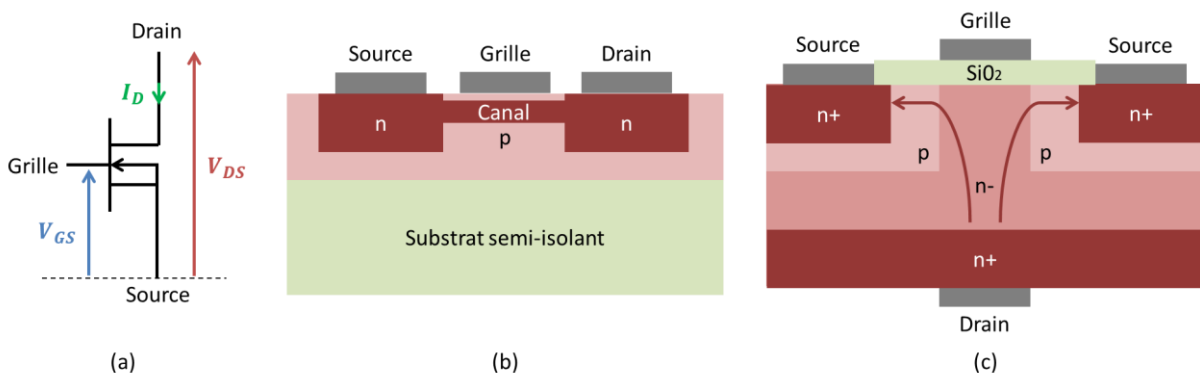 Drain
I_D
Grille
V_DS
V_GS
Source
(a)
Source Grille Drain
n Canal n
p
Substrat semi-isolant
(b)
Grille
Source Source
SiO₂
n+ n+
p p
n-
n+
Drain
(c)